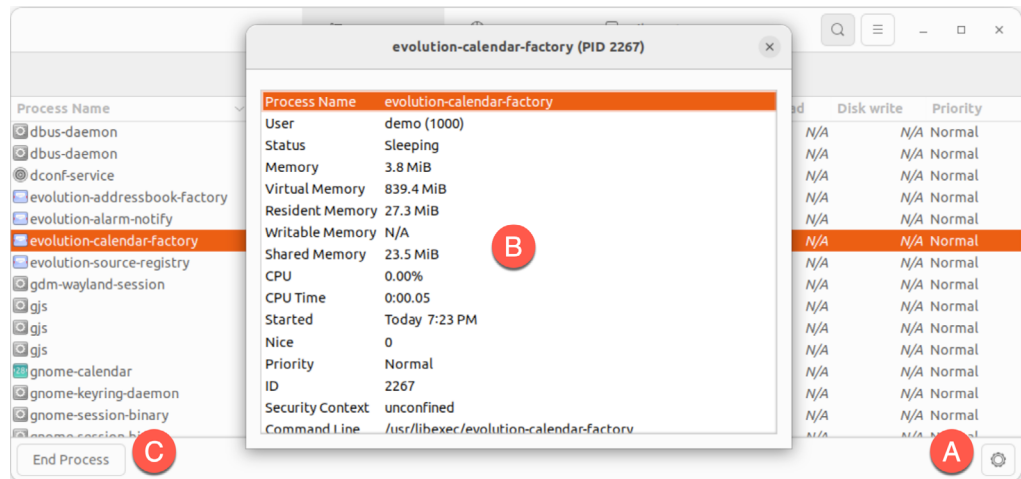 evolution-calendar-factory (PID 2267)
Process Name
Disk write Priority
Process Name evolution-calendar-factory
User demo (1000)
Status Sleeping
Memory 3.8 MiB
Virtual Memory 839.4 MiB
Resident Memory 27.3 MiB
Writable Memory N/A
Shared Memory 23.5 MiB
CPU 0.00%
CPU Time 0:00.05
Started Today 7:23 PM
Nice 0
Priority Normal
ID 2267
Security Context unconfined
Command Line /usr/libexec/evolution-calendar-factory
B
dbus-daemon N/A N/A Normal
dbus-daemon N/A N/A Normal
dconf-service N/A N/A Normal
evolution-addressbook-factory N/A N/A Normal
evolution-alarm-notify N/A N/A Normal
evolution-calendar-factory N/A N/A Normal
evolution-source-registry N/A N/A Normal
gdm-wayland-session N/A N/A Normal
gjs N/A N/A Normal
gjs N/A N/A Normal
gjs N/A N/A Normal
gnome-calendar N/A N/A Normal
gnome-keyring-daemon N/A N/A Normal
gnome-session-binary N/A N/A Normal
End Process
C
A